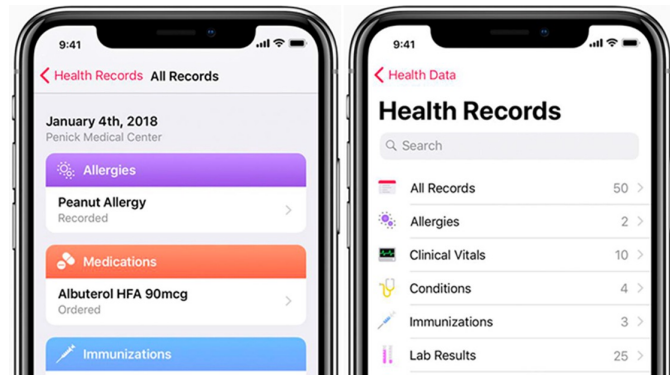 9:41
Health Records All Records
January 4th, 2018
Penick Medical Center
Allergies
Peanut Allergy
Recorded
Medications
Albuterol HFA 90mcg
Ordered
Immunizations
9:41
Health Data
Health Records
Search
All Records 50
Allergies 2
Clinical Vitals 10
Conditions 4
Immunizations 3
Lab Results 25